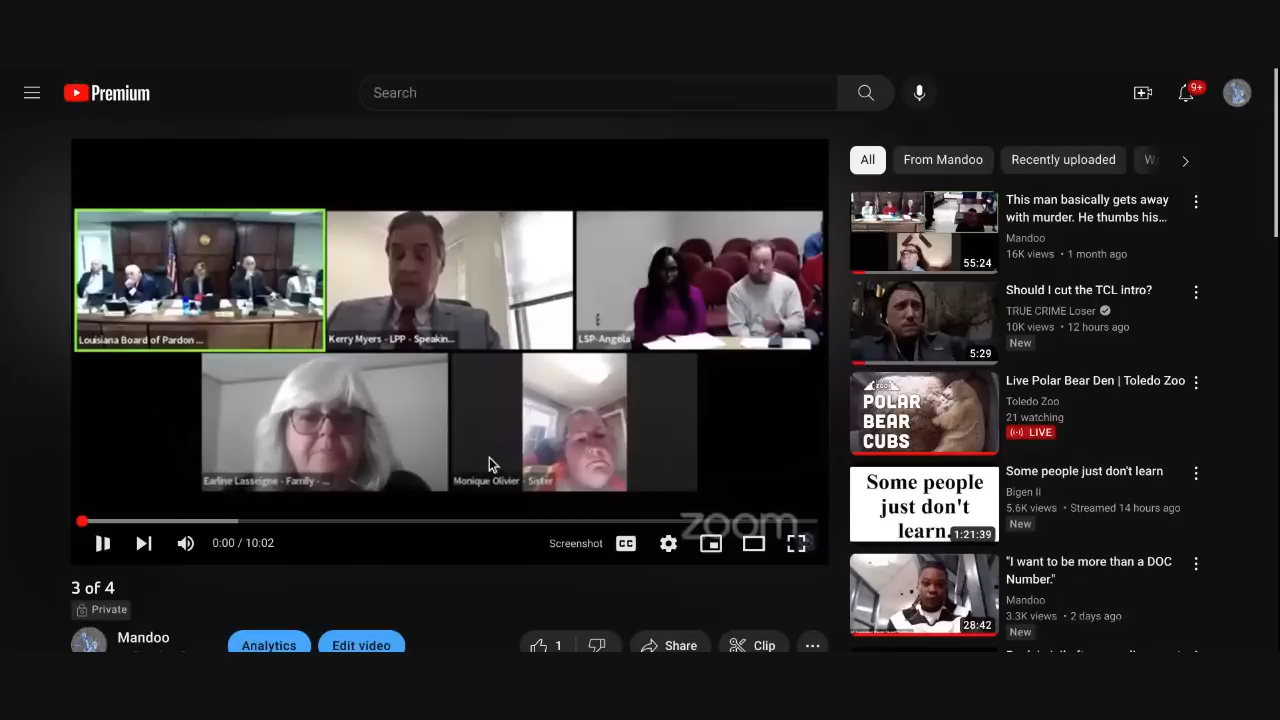 Premium
Search
9+
All
From Mandoo
Recently uploaded
Louisiana Board of Pardon ...
Kerry Myers - LPP - Speakin...
LSP-Angola
Earline Lasseigne - Family - ...
Monique Olivier - Sister
zoom
0:00 / 10:02
Screenshot
CC
3 of 4
Private
Mandoo
Analytics
Edit video
1
Share
Clip
This man basically gets away
with murder. He thumbs his...
Mandoo
16K views • 1 month ago
55:24
Should I cut the TCL intro?
TRUE CRIME Loser
10K views • 12 hours ago
New
5:29
Live Polar Bear Den | Toledo Zoo
Toledo Zoo
21 watching
LIVE
ZOO
POLAR
BEAR
CUBS
Some people just don't learn
Bigen II
5.6K views • Streamed 14 hours ago
New
Some people
just don't
learn.
1:21:39
"I want to be more than a DOC
Number."
Mandoo
3.3K views • 2 days ago
New
28:42